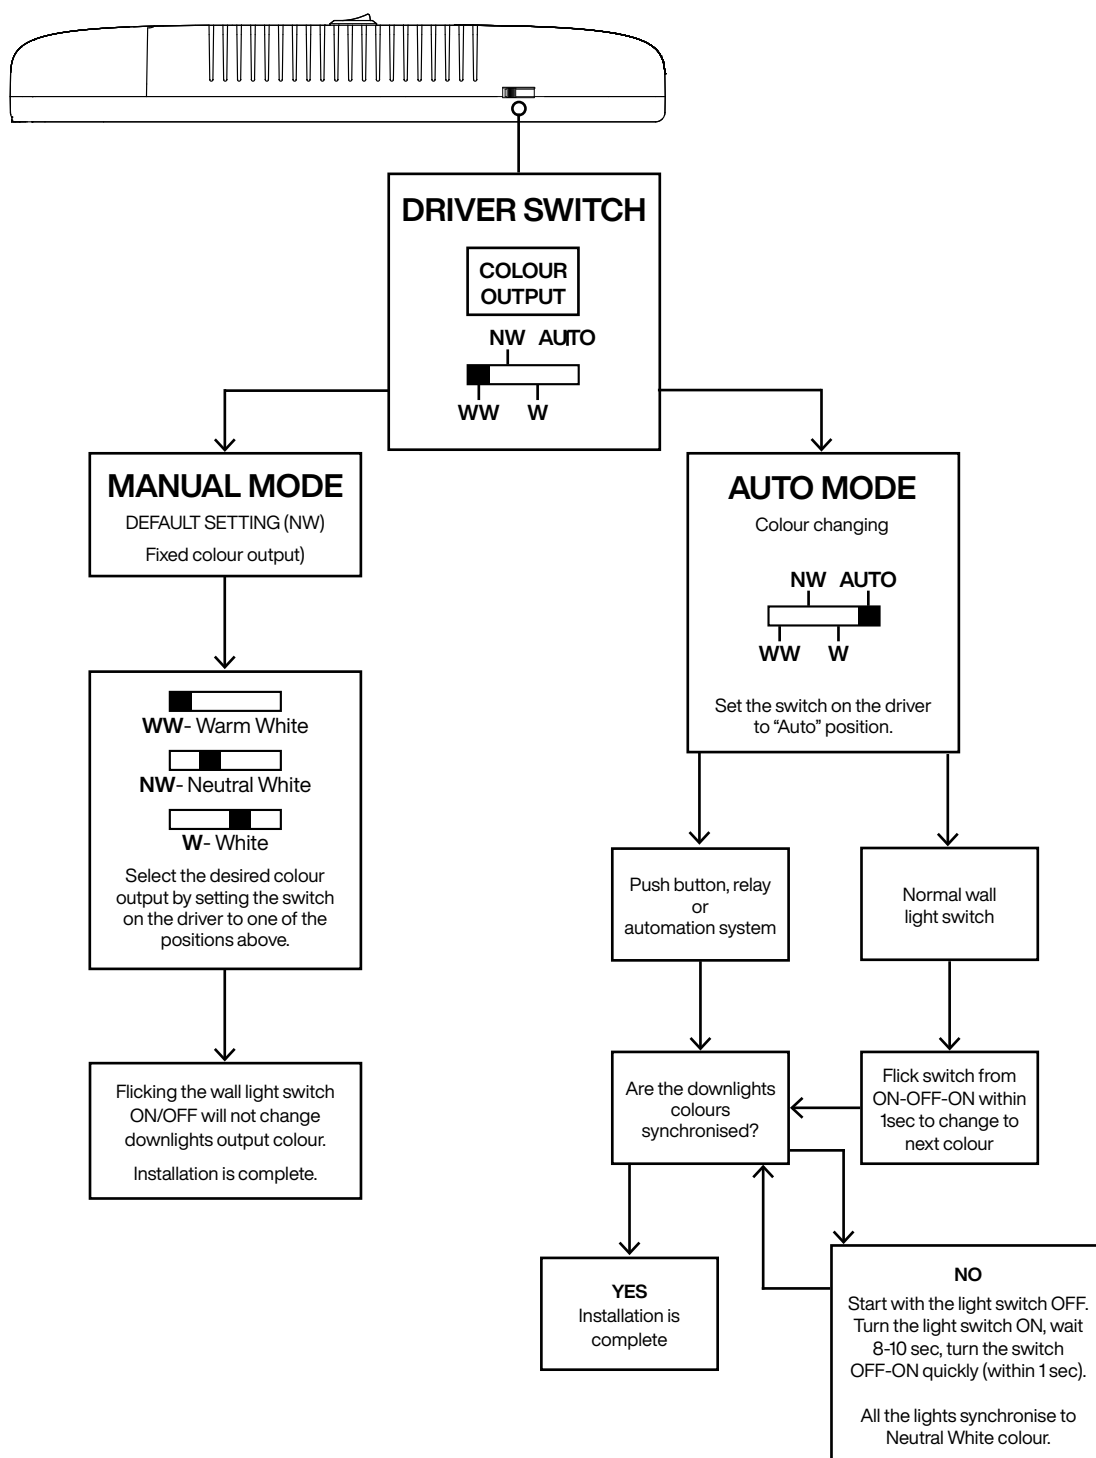 DRIVER SWITCH
COLOUR
OUTPUT
NW AUTO
WW W
MANUAL MODE
DEFAULT SETTING (NW)
Fixed colour output)
WW- Warm White
NW- Neutral White
W- White
Select the desired colour
output by setting the switch
on the driver to one of the
positions above.
Flicking the wall light switch
ON/OFF will not change
downlights output colour.
Installation is complete.
AUTO MODE
Colour changing
NW AUTO
WW W
Set the switch on the driver
to “Auto” position.
Push button, relay
or
automation system
Normal wall
light switch
Are the downlights
colours
synchronised?
Flick switch from
ON-OFF-ON within
1sec to change to
next colour
YES
Installation is
complete
NO
Start with the light switch OFF.
Turn the light switch ON, wait
8-10 sec, turn the switch
OFF-ON quickly (within 1 sec).
All the lights synchronise to
Neutral White colour.